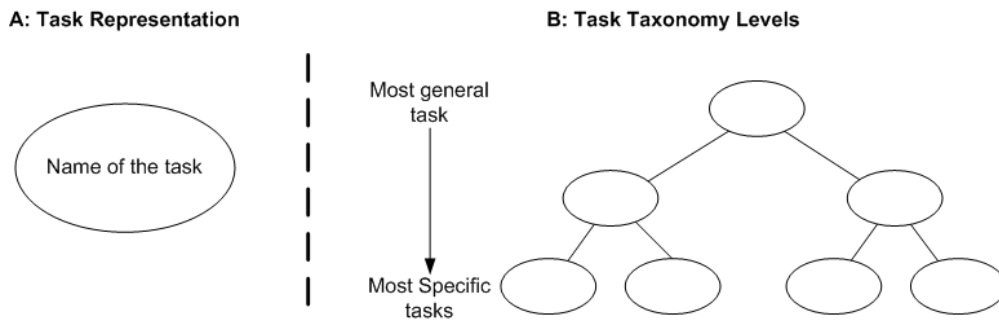 A: Task Representation
B: Task Taxonomy Levels
Name of the task
Most general
task
Most Specific
tasks